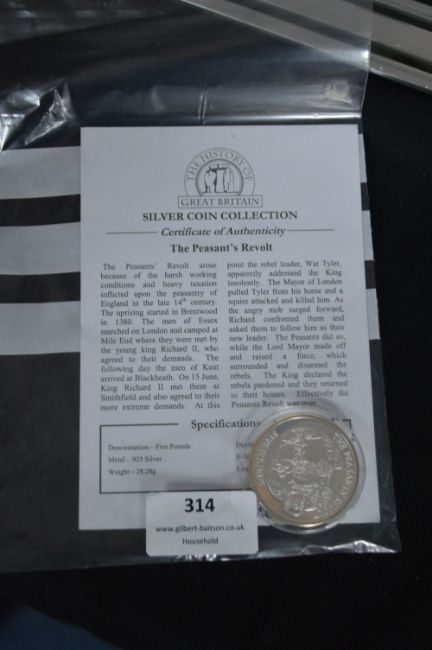 THE HISTORY OF
GREAT BRITAIN
SILVER COIN COLLECTION
Certificate of Authenticity
The Peasant's Revolt
The Peasants' Revolt arose
because of the harsh working
conditions and heavy taxation
inflicted upon the peasantry of
England in the late 14th century.
The uprising started in Brentwood
in 1380. The men of Essex
marched on London and camped at
Mile End where they were met by
the young king Richard II, who
agreed to their demands. The
following day the men of Kent
arrived at Blackheath. On 15 June,
King Richard II met them at
Smithfield and also agreed to their
more extreme demands. At this
point the rebel leader, Wat Tyler,
apparently addressed the King
insolently. The Mayor of London
pulled Tyler from his horse and a
squire attacked and killed him. As
the angry mob surged forward,
Richard confronted them and
asked them to follow him as their
new leader. The Peasants did so,
while the Lord Mayor made off
and raised a force, which
surrounded and disarmed the
rebels. The King declared the
rebels pardoned and they returned
to their homes. Effectively the
Peasants Revolt was over.
Specifications
Denomination – Five Pounds
Metal – .925 Silver
Weight – 28.28g
THE PEASANTS
FIVE POUNDS
314
www.gilbert-baitson.co.uk
Household